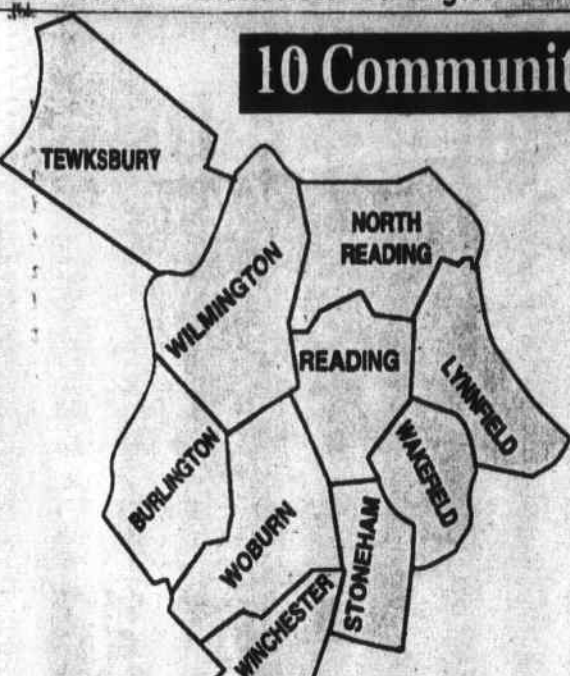 10 Communit
TEWKSBURY
NORTH
READING
WILMINGTON
READING
LYNNFIELD
BURLINGTON
WAKEFIELD
WOBURN
STONEHAM
WINCHESTER